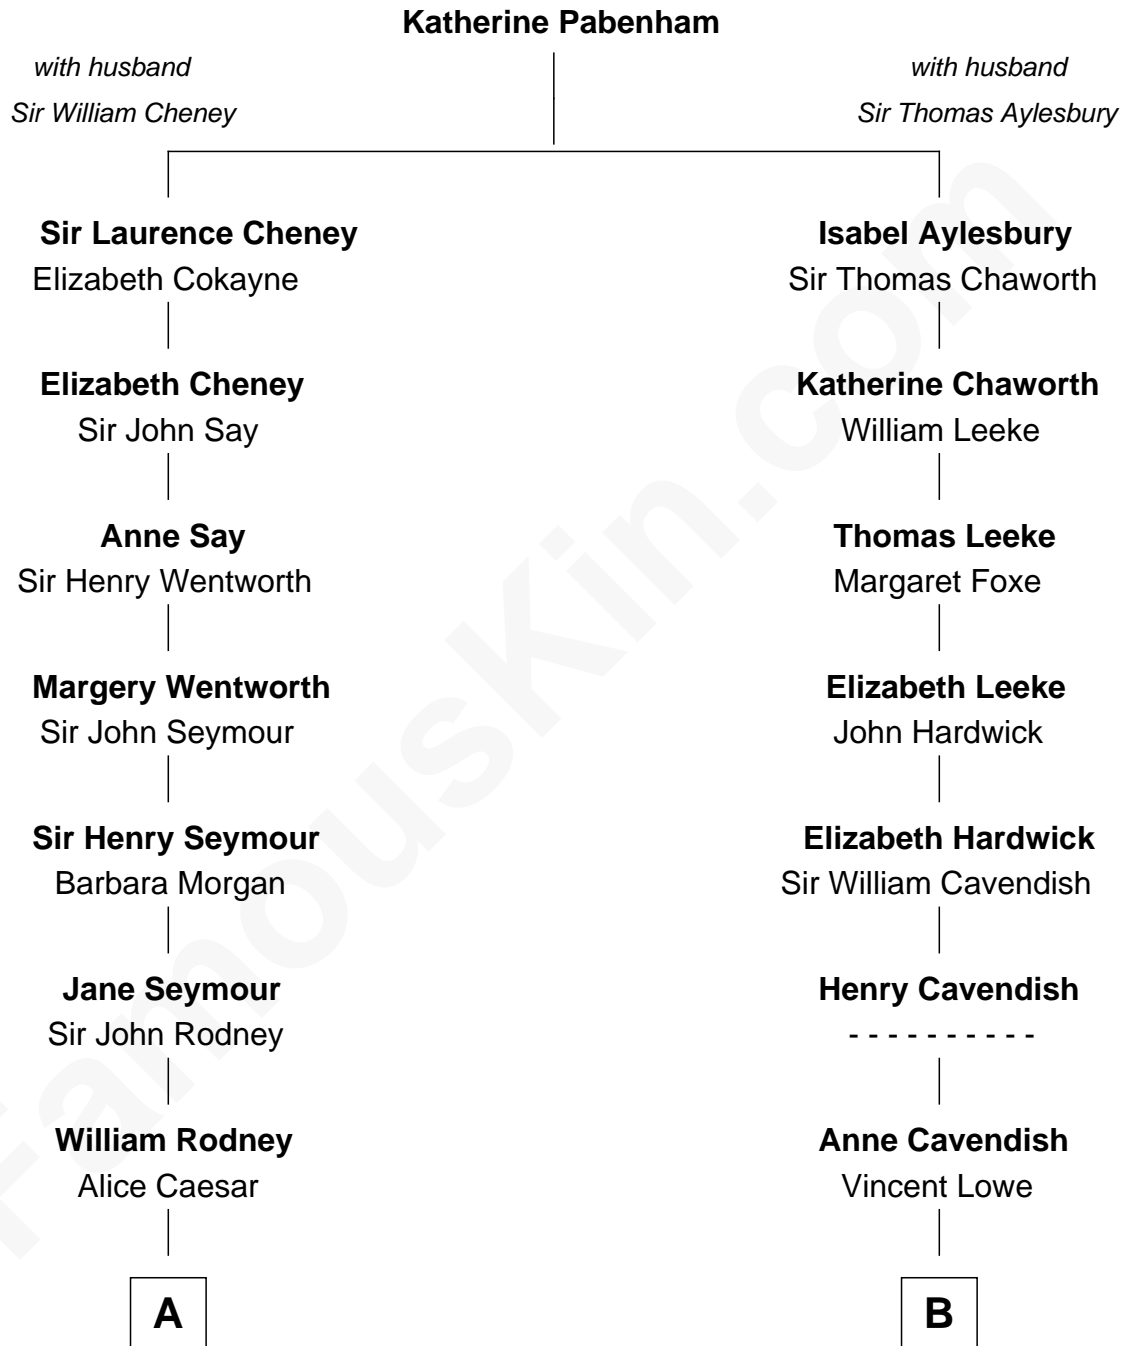 Katherine Pabenham
with husband
Sir William Cheney
with husband
Sir Thomas Aylesbury
Sir Laurence Cheney
Elizabeth Cokayne
Isabel Aylesbury
Sir Thomas Chaworth
Elizabeth Cheney
Sir John Say
Katherine Chaworth
William Leeke
Anne Say
Sir Henry Wentworth
Thomas Leeke
Margaret Foxe
Margery Wentworth
Sir John Seymour
Elizabeth Leeke
John Hardwick
Sir Henry Seymour
Barbara Morgan
Elizabeth Hardwick
Sir William Cavendish
Jane Seymour
Sir John Rodney
Henry Cavendish
- - - - - - - - - -
William Rodney
Alice Caesar
Anne Cavendish
Vincent Lowe
A
B
FamousKin.com